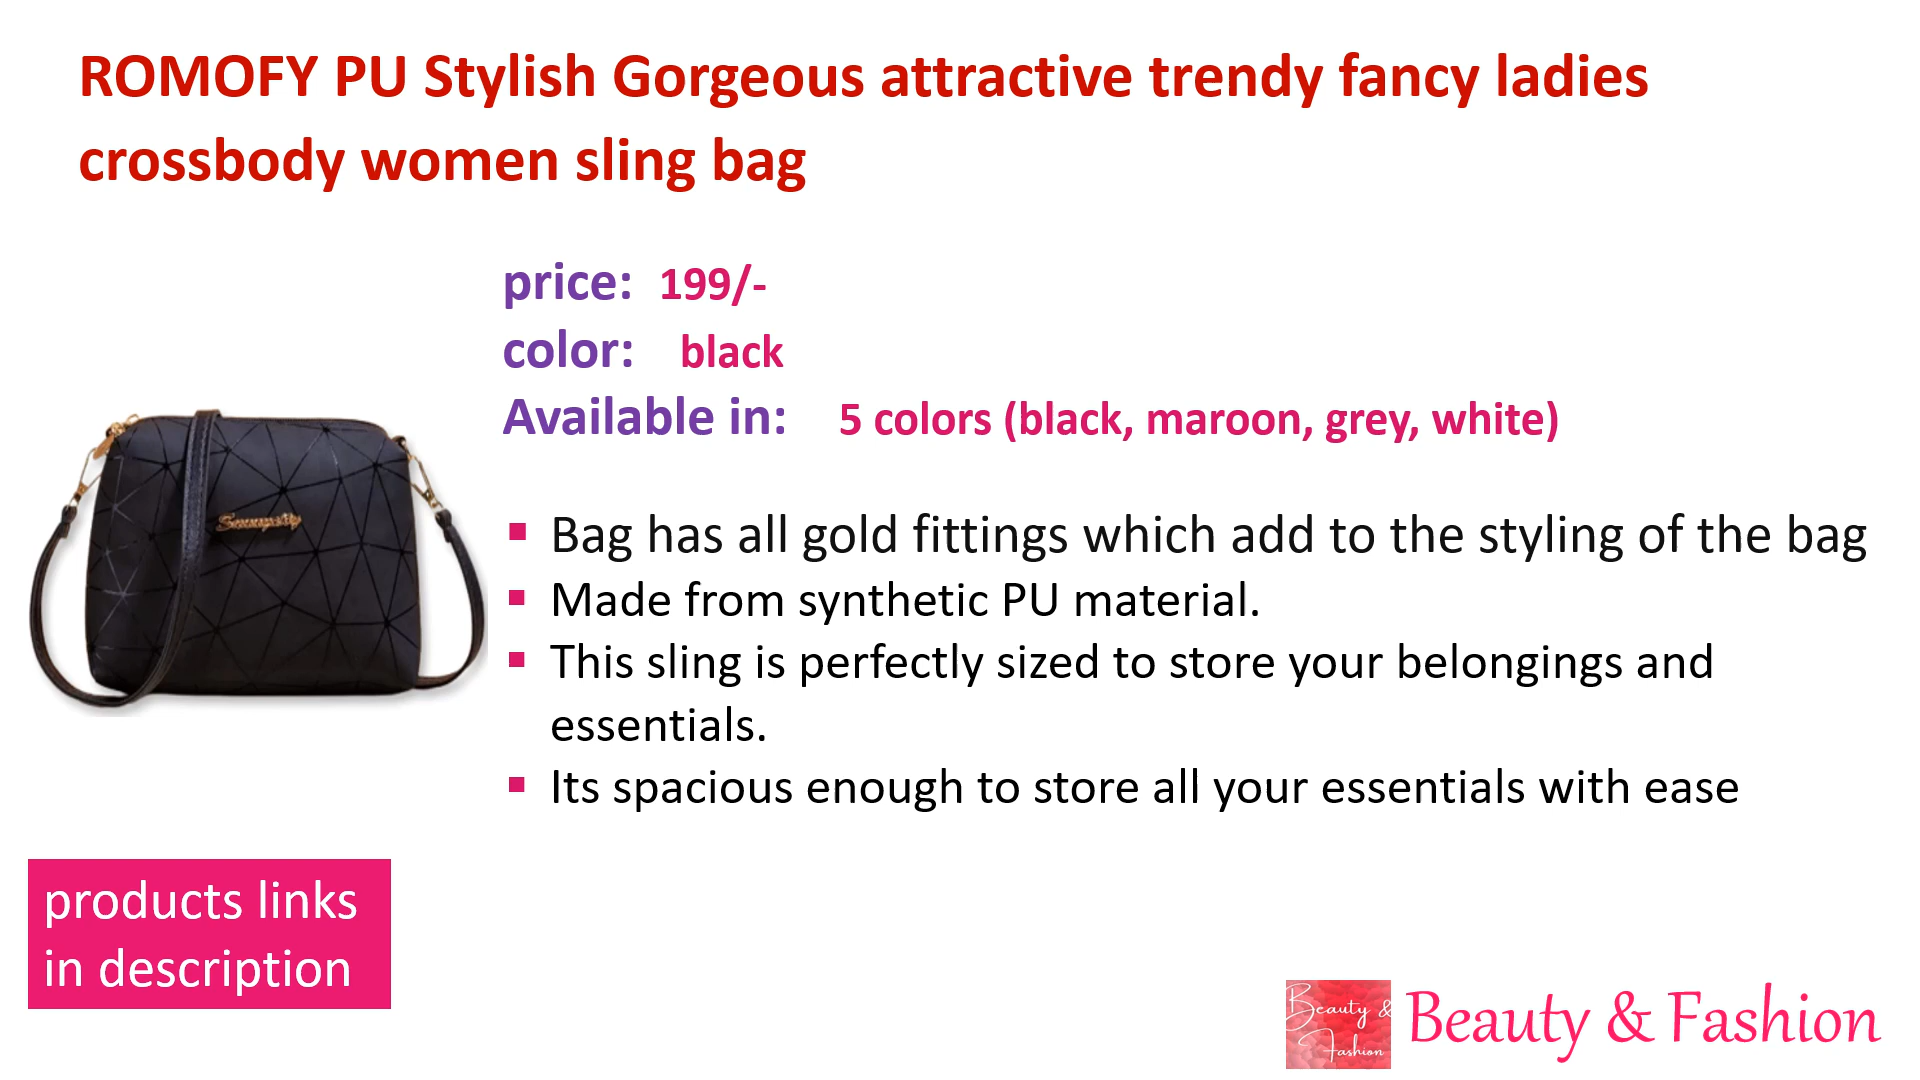 ROMOFY PU Stylish Gorgeous attractive trendy fancy ladies
crossbody women sling bag
price: 199/-
color: black
Available in: 5 colors (black, maroon, grey, white)
Bag has all gold fittings which add to the styling of the bag
Made from synthetic PU material.
This sling is perfectly sized to store your belongings and
essentials.
Its spacious enough to store all your essentials with ease
products links
in description
Beauty &
Fashion
Beauty & Fashion